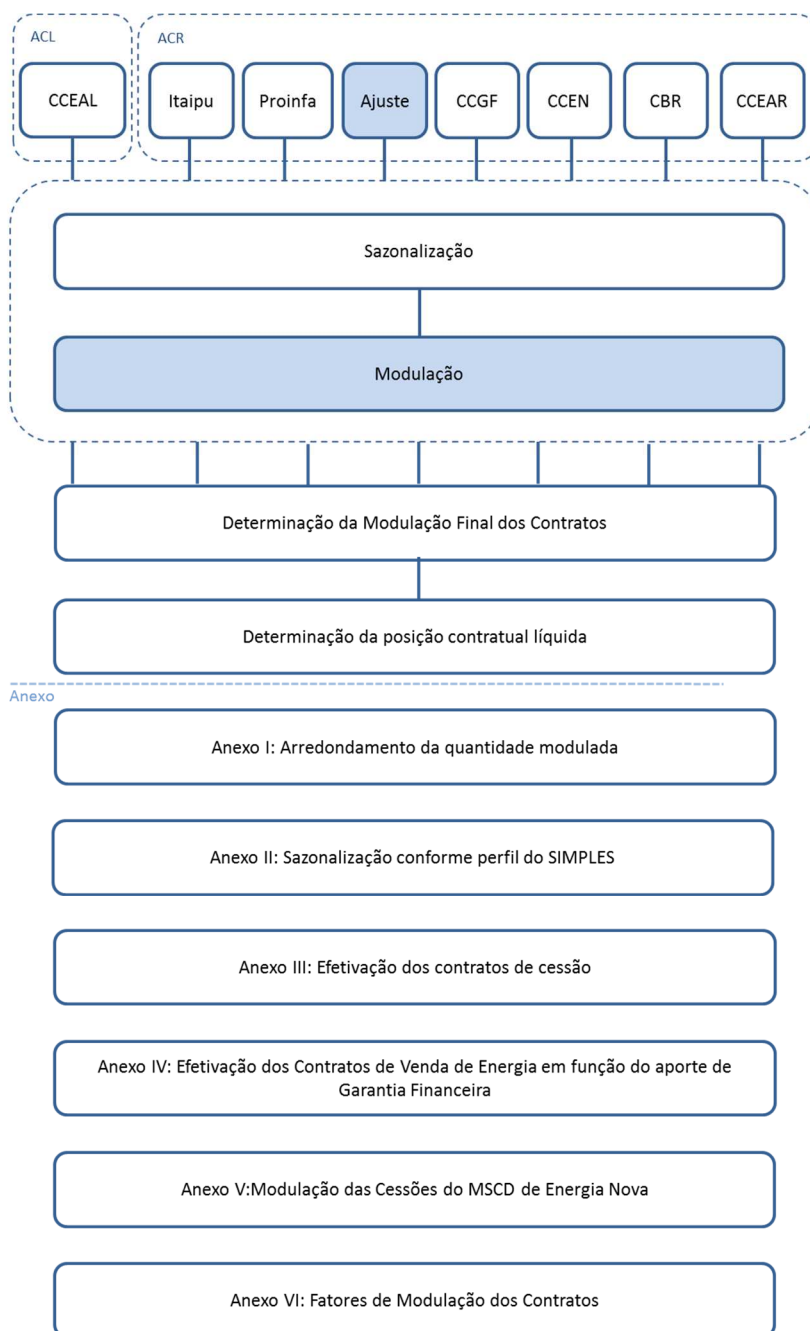 ACL
ACR
CCEAL
Itaipu
Proinfa
Ajuste
CCGF
CCEN
CBR
CCEAR
Sazonalização
Modulação
Determinação da Modulação Final dos Contratos
Determinação da posição contratual líquida
Anexo
Anexo I: Arredondamento da quantidade modulada
Anexo II: Sazonalização conforme perfil do SIMPLES
Anexo III: Efetivação dos contratos de cessão
Anexo IV: Efetivação dos Contratos de Venda de Energia em função do aporte de
Garantia Financeira
Anexo V:Modulação das Cessões do MSCD de Energia Nova
Anexo VI: Fatores de Modulação dos Contratos